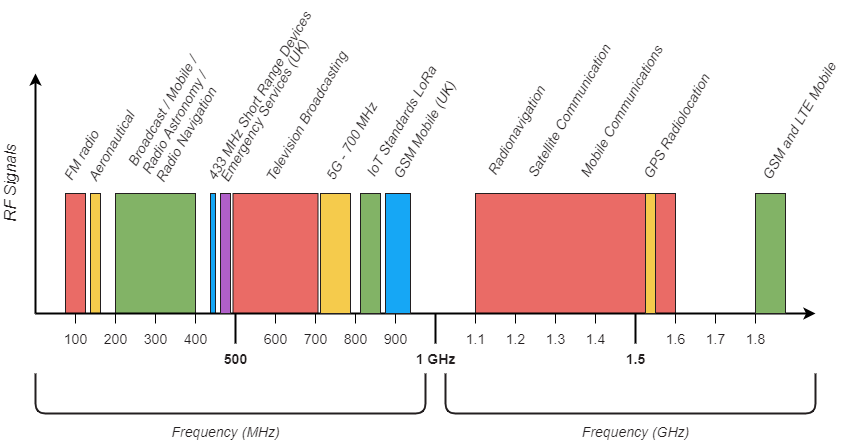 FM radio
Aeronautical
Broadcast / Mobile /
Radio Astronomy /
Radio Navigation
433 MHz Short Range Devices
Emergency Services (UK)
Television Broadcasting
5G - 700 MHz
IoT Standards LoRa
GSM Mobile (UK)
Radionavigation
Satellite Communication
Mobile Communications
GPS Radiolocation
GSM and LTE Mobile
RF Signals
100 200 300 400 600 700 800 900 1.1 1.2 1.3 1.4 1.6 1.7 1.8
500 1 GHz 1.5
Frequency (MHz)
Frequency (GHz)